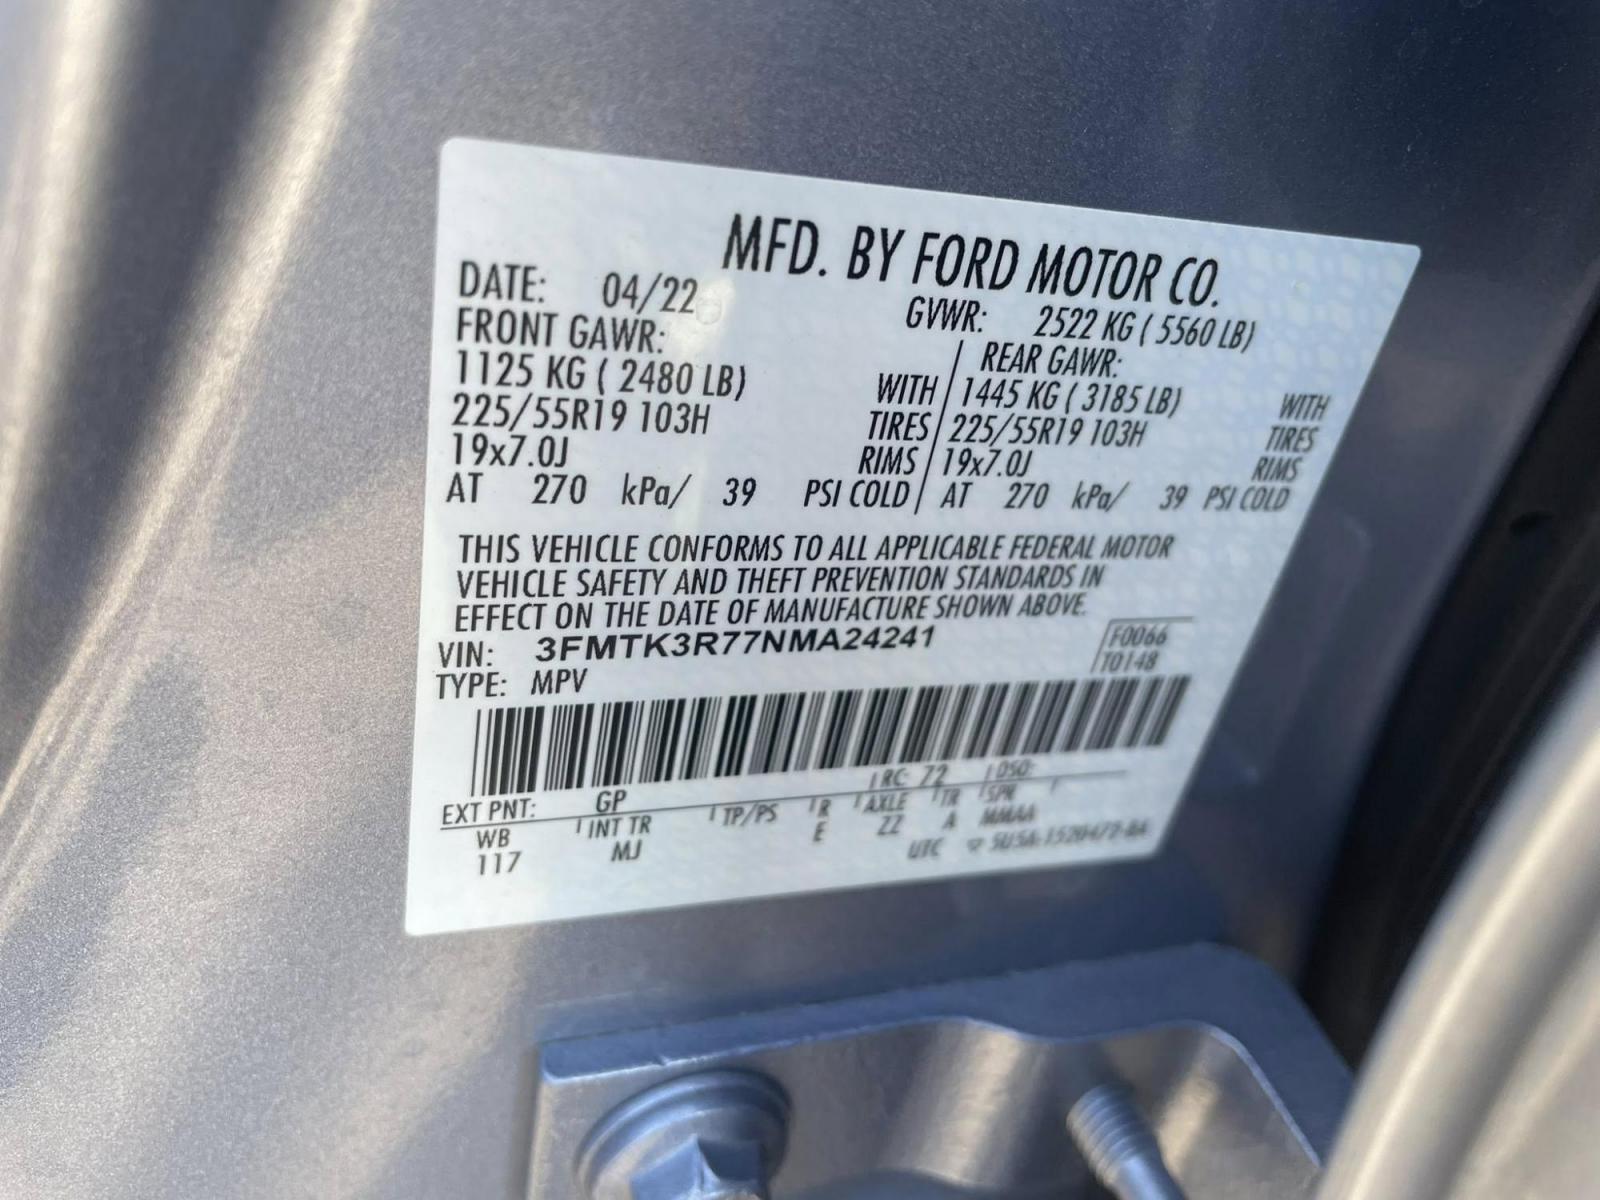 MFD. BY FORD MOTOR CO.
DATE: 04/22
GVWR: 2522 KG ( 5560 LB)
FRONT GAWR:
REAR GAWR:
1125 KG ( 2480 LB) WITH
1445 KG ( 3185 LB) WITH
225/55R19 103H TIRES
225/55R19 103H TIRES
19x7.0J RIMS
19x7.0J RIMS
AT 270 kPa/ 39 PSI COLD
AT 270 kPa/ 39 PSI COLD
THIS VEHICLE CONFORMS TO ALL APPLICABLE FEDERAL MOTOR
VEHICLE SAFETY AND THEFT PREVENTION STANDARDS IN
EFFECT ON THE DATE OF MANUFACTURE SHOWN ABOVE.
VIN: 3FMTK3R77NMA24241
F0066
TYPE: MPV
T0148
EXT PNT: GP RC: 72 DSO:
WB INT TR TP/PS R AXLE TR SPR
117 MJ E ZZ A MMAA
UTC